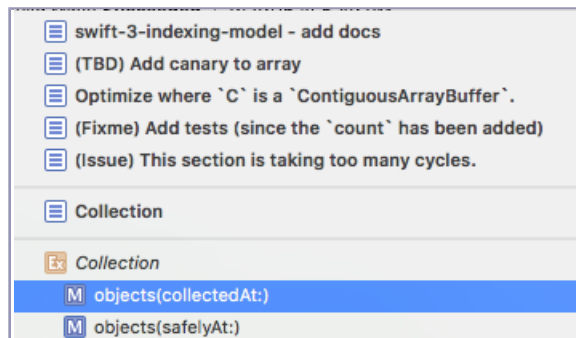 swift-3-indexing-model - add docs
(TBD) Add canary to array
Optimize where `C` is a `ContiguousArrayBuffer`.
(Fixme) Add tests (since the `count` has been added)
(Issue) This section is taking too many cycles.
Collection
Ex Collection
M objects(collectedAt:)
M objects(safelyAt:)